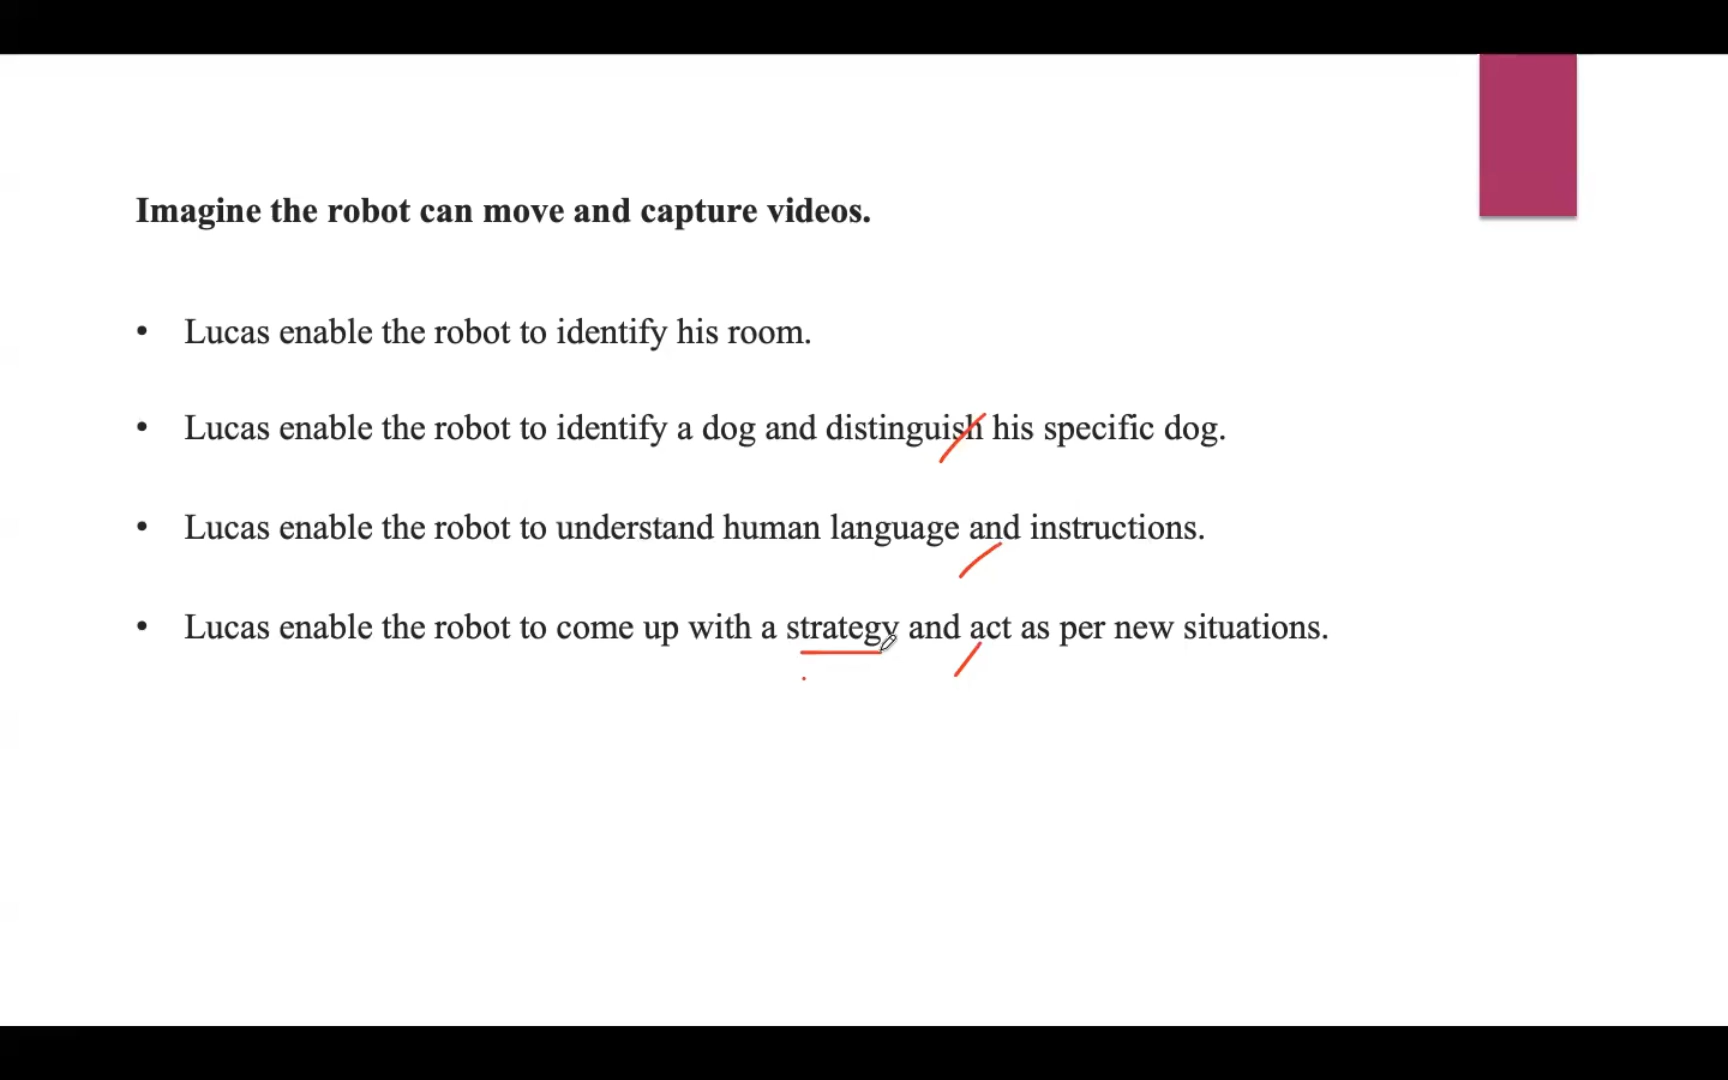 Imagine the robot can move and capture videos.
• Lucas enable the robot to identify his room.
• Lucas enable the robot to identify a dog and distinguish his specific dog.
• Lucas enable the robot to understand human language and instructions.
• Lucas enable the robot to come up with a strategy and act as per new situations.